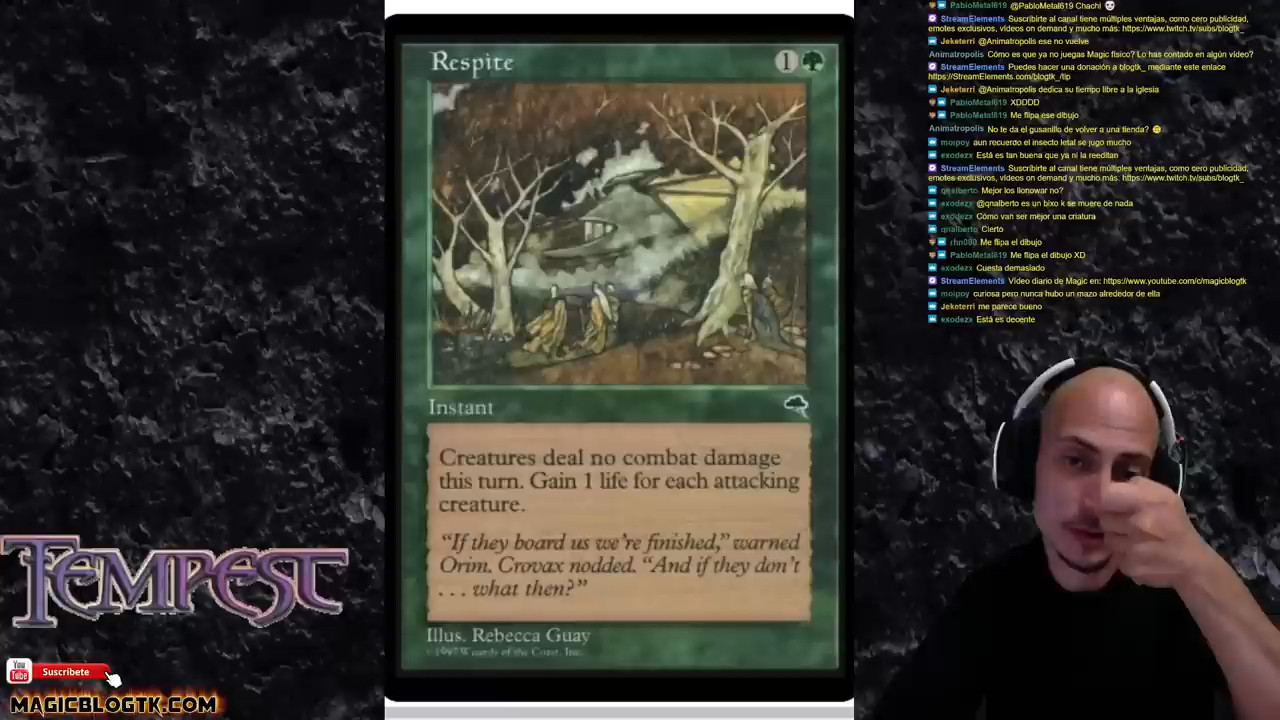 Respite
1
Instant
Creatures deal no combat damage
this turn. Gain 1 life for each attacking
creature.
"If they board us we're finished," warned
Orim. Crovax nodded. "And if they don't
. . . what then?"
Illus. Rebecca Guay
©1997 Wizards of the Coast, Inc.
TEMPEST
You
Tube
Suscríbete
MAGICBLOGTK.COM
PabloMetal619 @PabloMetal619 Chachi
StreamElements Suscribirte al canal tiene múltiples ventajas, como cero publicidad,
emotes exclusivos, vídeos on demand y mucho más: https://www.twitch.tv/subs/blogtk_
Jeketerri @Animatropolis ese no vuelve
Animatropolis Cómo es que ya no juegas Magic físico? Lo has contado en algún vídeo?
StreamElements Puedes hacer una donación a blogtk_ mediante este enlace
https://StreamElements.com/blogtk_/tip
Jeketerri @Animatropolis dedica su tiempo libre a la iglesia
PabloMetal619 XDDDD
PabloMetal619 Me flipa ese dibujo
Animatropolis No te da el gusanillo de volver a una tienda?
moipoy aun recuerdo el insecto letal se jugo mucho
exodezx Está es tan buena que ya ni la reeditan
StreamElements Suscribirte al canal tiene múltiples ventajas, como cero publicidad,
emotes exclusivos, vídeos on demand y mucho más: https://www.twitch.tv/subs/blogtk_
qnalberto Mejor los llonowar no?
exodezx @qnalberto es un bixo k se muere de nada
exodezx Cómo van ser mejor una criatura
qnalberto Cierto
rhn080 Me flipa el dibujo
PabloMetal619 Me flipa el dibujo XD
exodezx Cuesta demasiado
StreamElements Vídeo diario de Magic en: https://www.youtube.com/c/magicblogtk
moipoy curiosa pero nunca hubo un mazo alrededor de ella
Jeketerri me parece bueno
exodezx Está es decente